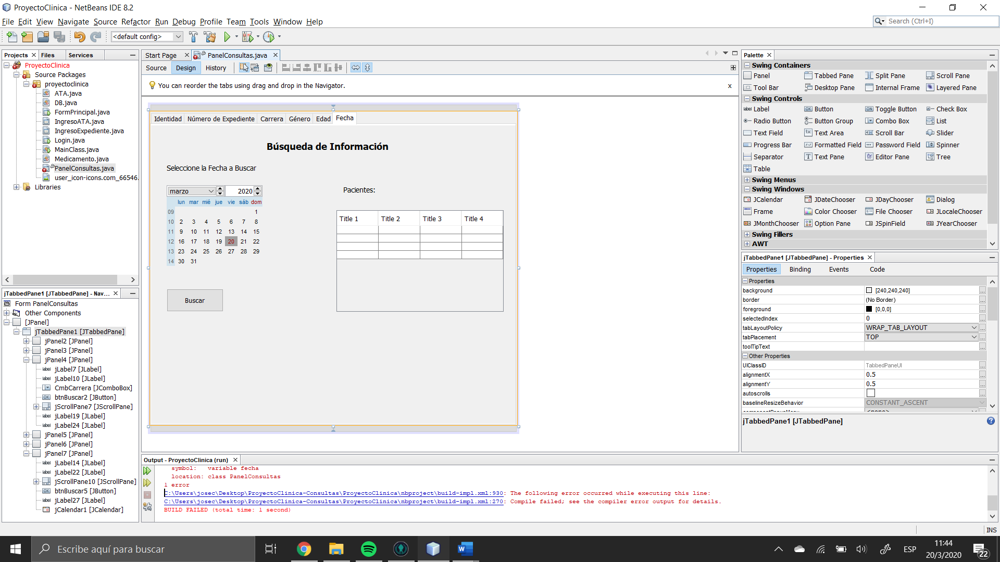 ProyectoClinica - NetBeans IDE 8.2
File Edit View Navigate Source Refactor Run Debug Profile Team Tools Window Help
Search (Ctrl+I)
<default config>
Projects Files Services
ProyectoClinica
Source Packages
proyectoclinica
ATA.java
DB.java
FormPrincipal.java
IngresoATA.java
IngresoExpediente.java
Login.java
MainClass.java
Medicamento.java
PanelConsultas.java
user_icon-icons.com_66546.
Libraries
jTabbedPane1 [JTabbedPane] - Nav...
Form PanelConsultas
Other Components
[JPanel]
jTabbedPane1 [JTabbedPane]
jPanel2 [JPanel]
jPanel3 [JPanel]
jPanel4 [JPanel]
jLabel7 [JLabel]
jLabel10 [JLabel]
CmbCarrera [JComboBox]
btnBuscar2 [JButton]
jScrollPane7 [JScrollPane]
jLabel19 [JLabel]
jLabel24 [JLabel]
jPanel5 [JPanel]
jPanel6 [JPanel]
jPanel7 [JPanel]
jLabel14 [JLabel]
jLabel22 [JLabel]
jScrollPane10 [JScrollPane]
btnBuscar5 [JButton]
jLabel27 [JLabel]
jCalendar1 [JCalendar]
Start Page PanelConsultas.java
Source Design History
You can reorder the tabs using drag and drop in the Navigator. x
Identidad Número de Expediente Carrera Género Edad Fecha
Búsqueda de Información
Seleccione la Fecha a Buscar
marzo 2020
lun mar mié jue vie sáb dom
09 1
10 2 3 4 5 6 7 8
11 9 10 11 12 13 14 15
12 16 17 18 19 20 21 22
13 23 24 25 26 27 28 29
14 30 31
Buscar
Pacientes:
Title 1 Title 2 Title 3 Title 4
Output - ProyectoClinica (run)
symbol: variable fecha
location: class PanelConsultas
1 error
C:\Users\josec\Desktop\ProyectoClinica-Consultas\ProyectoClinica\nbproject\build-impl.xml:930: The following error occurred while executing this line:
C:\Users\josec\Desktop\ProyectoClinica-Consultas\ProyectoClinica\nbproject\build-impl.xml:270: Compile failed; see the compiler error output for details.
BUILD FAILED (total time: 1 second)
Palette
Swing Containers
Panel Tabbed Pane Split Pane Scroll Pane
Tool Bar Desktop Pane Internal Frame Layered Pane
Swing Controls
label Label OK Button ON Toggle Button Check Box
Radio Button Button Group Combo Box List
Text Field Text Area Scroll Bar Slider
Progress Bar Formatted Field Password Field Spinner
Separator Text Pane Editor Pane Tree
Table
Swing Menus
Swing Windows
JCalendar JDateChooser JDayChooser Dialog
Frame Color Chooser File Chooser JLocaleChooser
JMonthChooser Option Pane JSpinField JYearChooser
Swing Fillers
AWT
jTabbedPane1 [JTabbedPane] - Properties
Properties Binding Events Code
Properties
background [240,240,240]
border (No Border)
foreground [0,0,0]
selectedIndex 0
tabLayoutPolicy WRAP_TAB_LAYOUT
tabPlacement TOP
toolTipText
Other Properties
UIClassID TabbedPaneUI
alignmentX 0.5
alignmentY 0.5
autoscrolls
baselineResizeBehavior CONSTANT_ASCENT
jTabbedPane1 [JTabbedPane]
INS
Escribe aquí para buscar
ESP
11:44
20/3/2020
22